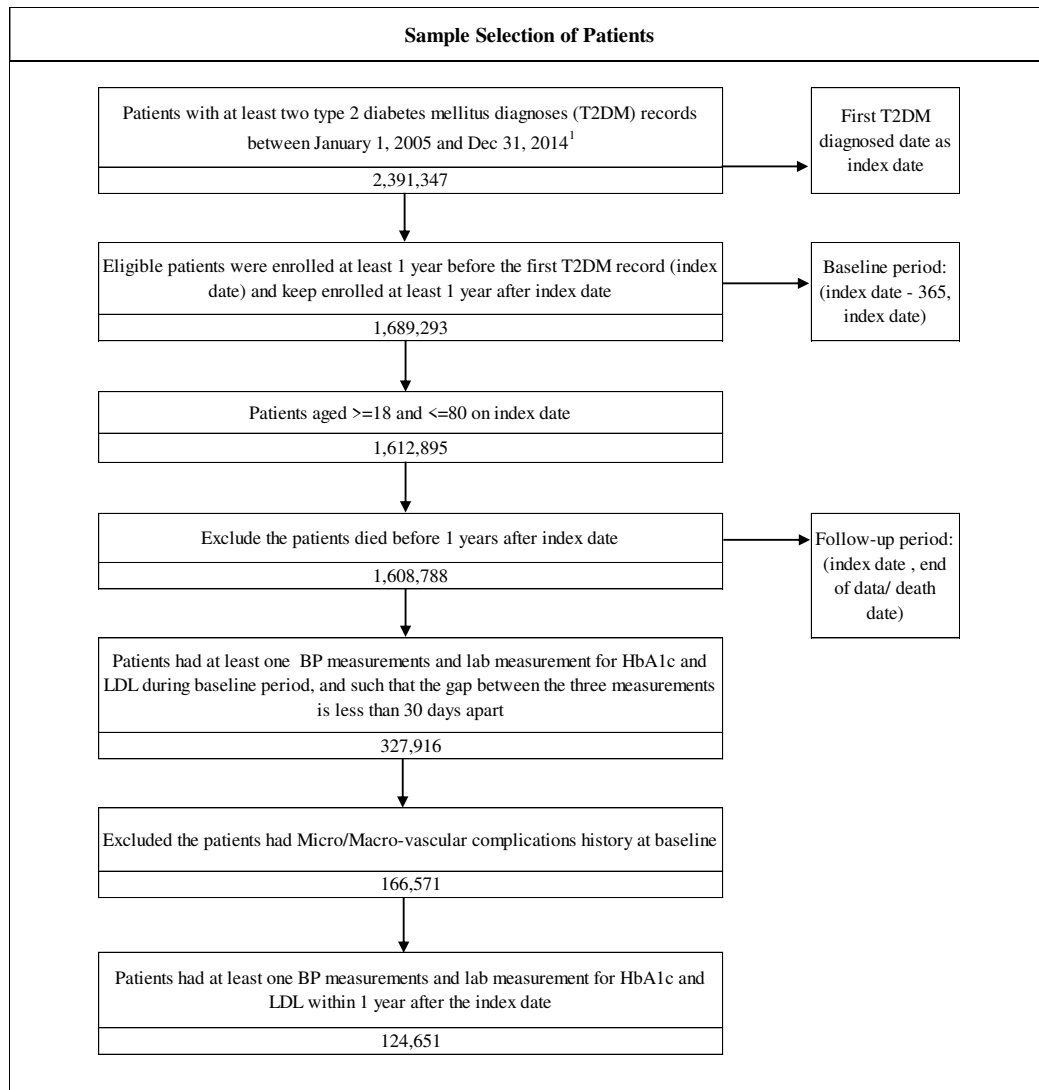 Sample Selection of Patients
Patients with at least two type 2 diabetes mellitus diagnoses (T2DM) records
between January 1, 2005 and Dec 31, 2014¹
2,391,347
First T2DM
diagnosed date as
index date
Eligible patients were enrolled at least 1 year before the first T2DM record (index
date) and keep enrolled at least 1 year after index date
1,689,293
Baseline period:
(index date - 365,
index date)
Patients aged >=18 and <=80 on index date
1,612,895
Exclude the patients died before 1 years after index date
1,608,788
Follow-up period:
(index date , end
of data/ death
date)
Patients had at least one BP measurements and lab measurement for HbA1c and
LDL during baseline period, and such that the gap between the three measurements
is less than 30 days apart
327,916
Excluded the patients had Micro/Macro-vascular complications history at baseline
166,571
Patients had at least one BP measurements and lab measurement for HbA1c and
LDL within 1 year after the index date
124,651